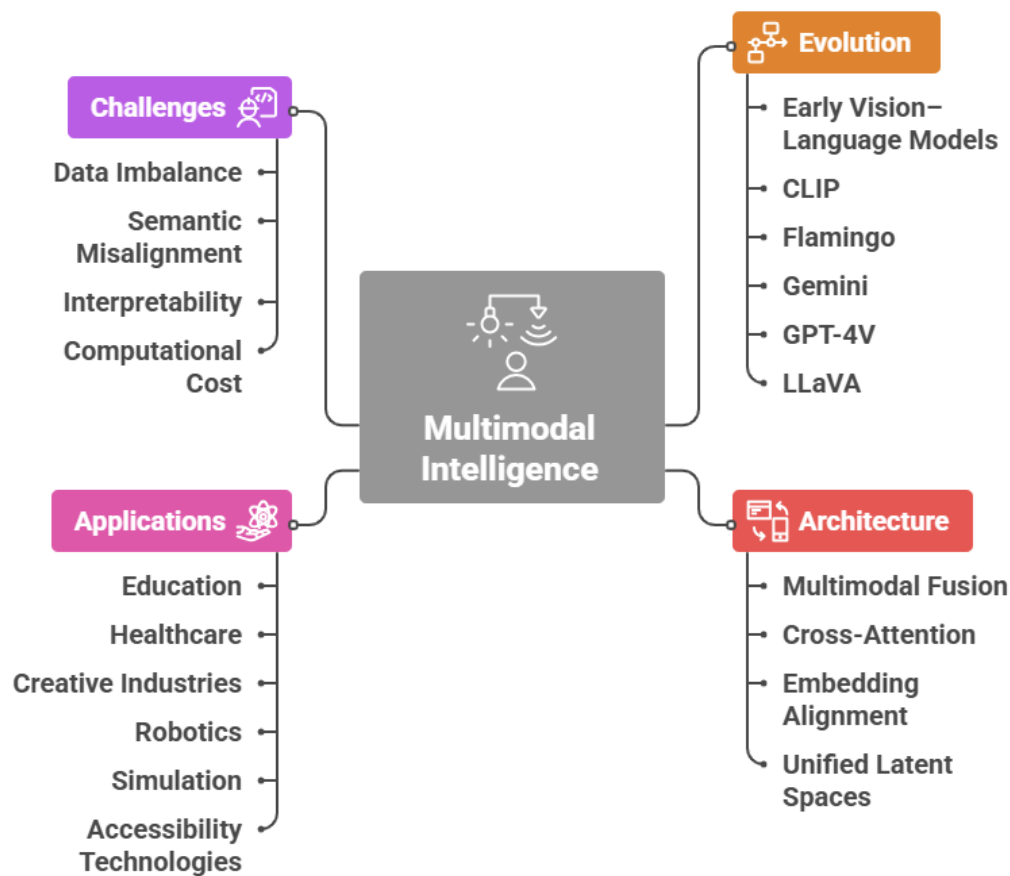 Evolution
Challenges
Early Vision–
Language Models
CLIP
Flamingo
Gemini
GPT-4V
LLaVA
Data Imbalance
Semantic
Misalignment
Interpretability
Computational
Cost
Multimodal
Intelligence
Applications
Education
Healthcare
Creative Industries
Robotics
Simulation
Accessibility
Technologies
Architecture
Multimodal Fusion
Cross-Attention
Embedding
Alignment
Unified Latent
Spaces